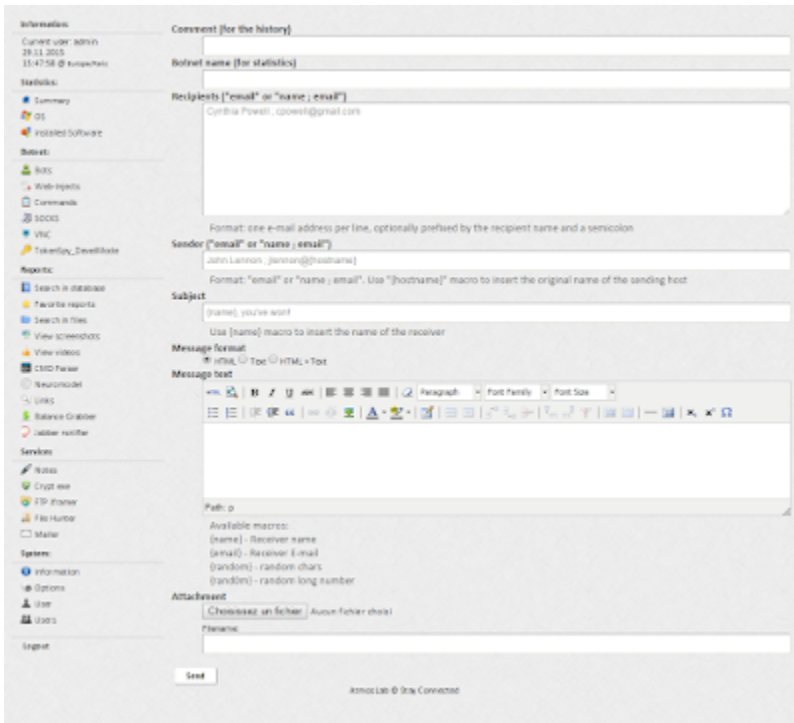 Information:
Current user: admin
29.11.2015
15:47:58 @ Europe/Paris
Statistics:
Summary
OS
Installed Software
Botnet:
Bots
Web-Injects
Commands
SOCKS
VNC
TokenSpy_DevelMode
Reports:
Search in database
Favorite reports
Search in files
View screenshots
View videos
CMD Parser
Neuromodel
Links
Balance Grabber
Jabber notifier
Services:
Notes
Crypt exe
FTP iframer
File Hunter
Mailer
System:
Information
Options
User
Users
Logout
Comment (for the history)
Botnet name (for statistics)
Recipients ("email" or "name ; email")
Cynthia Powell ; cpowell@gmail.com
Format: one e-mail address per line, optionally prefixed by the recipient name and a semicolon
Sender ("email" or "name ; email")
John Lannon ; jlannon@{hostname}
Format: "email" or "name ; email". Use "{hostname}" macro to insert the original name of the sending host
Subject
{name}, you've won!
Use {name} macro to insert the name of the receiver
Message format
HTML Text HTML + Text
Message text
HTML B I U ABC Paragraph Font Family Font Size
Path: p
Available macros:
{name} - Receiver name
{email} - Receiver E-mail
{random} - random chars
{rand0m} - random long number
Attachment
Choisissez un fichier Aucun fichier choisi
Filename:
Send
Atmos Lab © Stay Connected